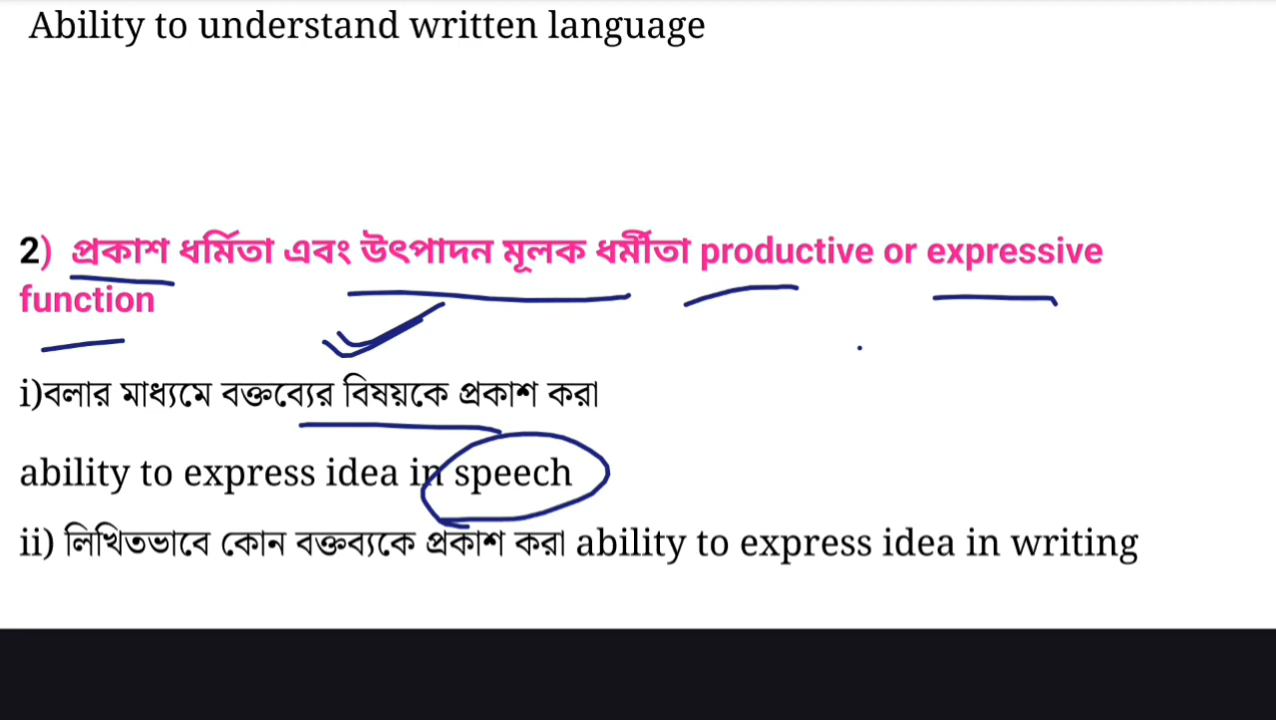 Ability to understand written language
2) প্রকাশ ধর্মিতা এবং উৎপাদন মূলক ধর্মীতা productive or expressive
function
i)বলার মাধ্যমে বক্তব্যের বিষয়কে প্রকাশ করা
ability to express idea in speech
ii) লিখিতভাবে কোন বক্তব্যকে প্রকাশ করা ability to express idea in writing